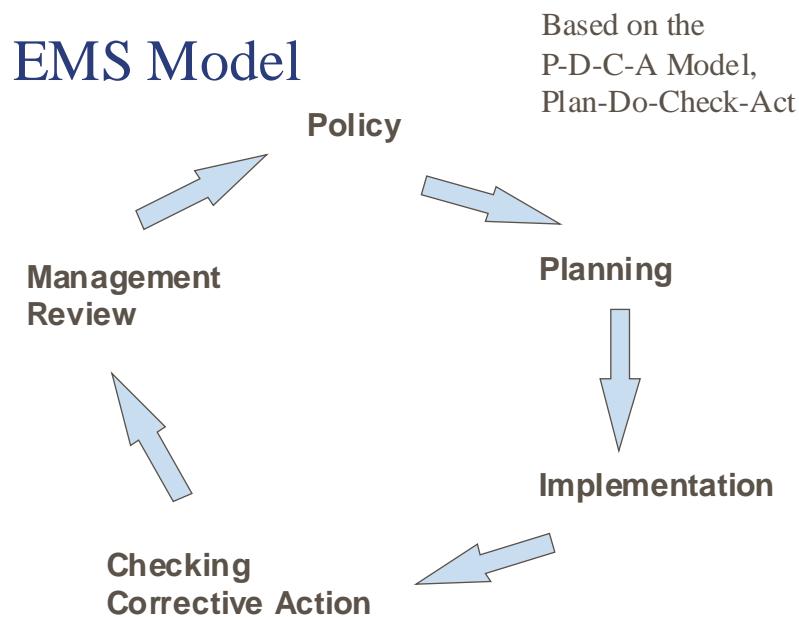 EMS Model
Based on the
P-D-C-A Model,
Plan-Do-Check-Act
Policy
Planning
Implementation
Checking
Corrective Action
Management
Review